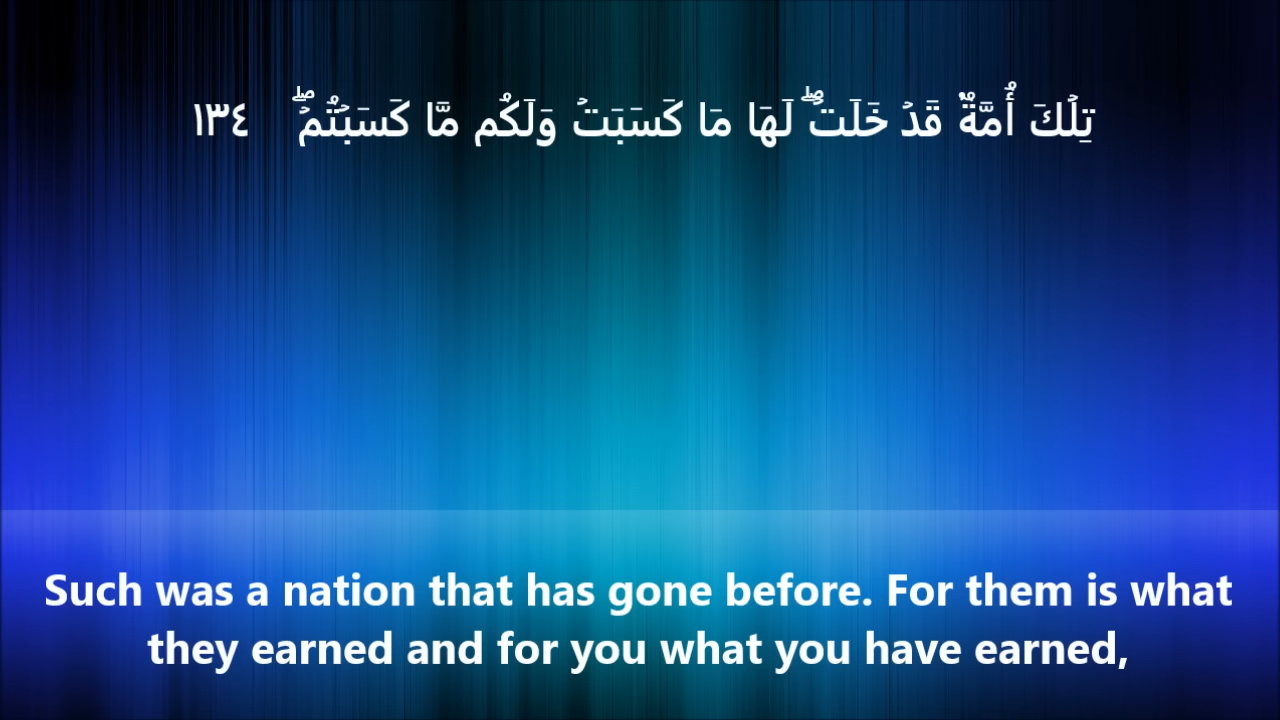 تِلْكَ أُمَّةٌ قَدْ خَلَتْ ۖ لَهَا مَا كَسَبَتْ وَلَكُم مَّا كَسَبْتُمْ ۖ ١٣٤
Such was a nation that has gone before. For them is what
they earned and for you what you have earned,